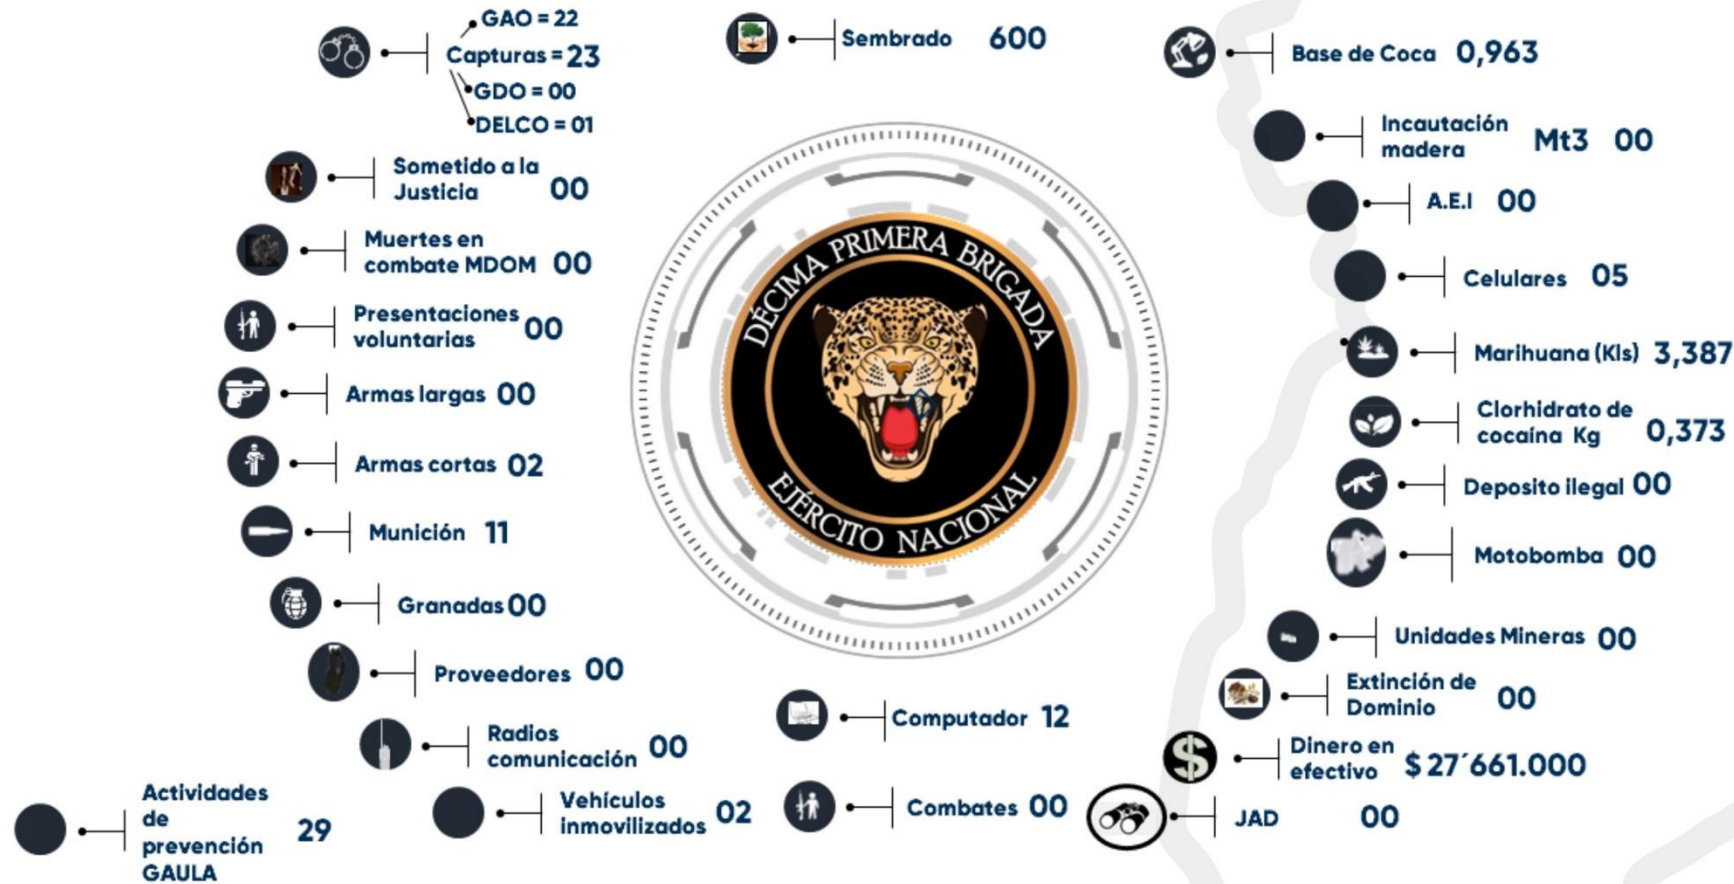 GAO = 22
Capturas = 23
GDO = 00
DELCO = 01
Sometido a la
Justicia 00
Muertes en
combate MDOM 00
Presentaciones
voluntarias 00
Armas largas 00
Armas cortas 02
Munición 11
Granadas 00
Proveedores 00
Radios
comunicación 00
Vehículos
inmovilizados 02
Actividades
de
prevención
GAULA 29
Sembrado 600
DÉCIMA PRIMERA BRIGADA
EJÉRCITO NACIONAL
Computador 12
Combates 00
Base de Coca 0,963
Incautación
madera Mt3 00
A.E.I 00
Celulares 05
Marihuana (Kls) 3,387
Clorhidrato de
cocaína Kg 0,373
Deposito ilegal 00
Motobomba 00
Unidades Mineras 00
Extinción de
Dominio 00
Dinero en
efectivo $ 27´661.000
JAD 00